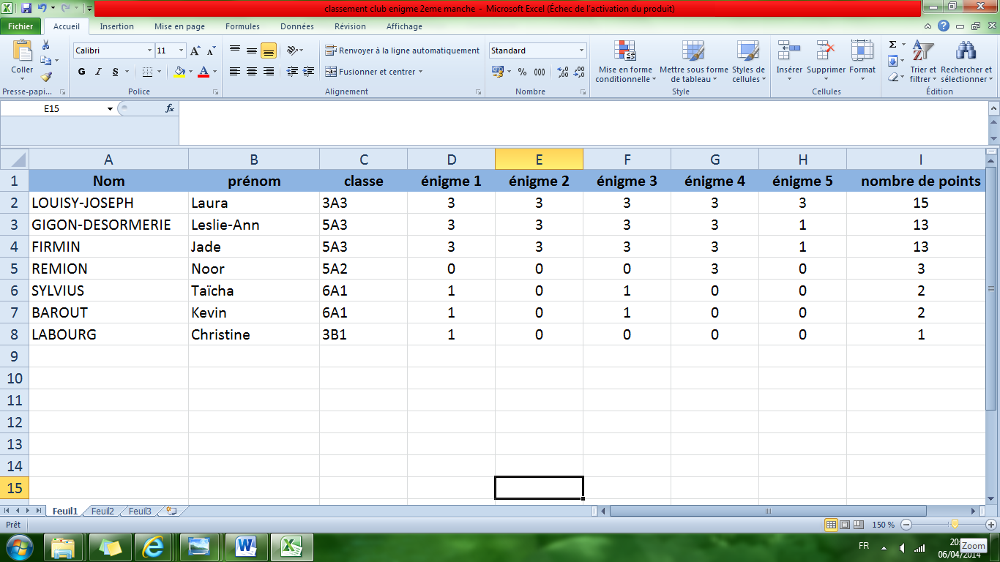 classement club enigme 2eme manche - Microsoft Excel (Échec de l'activation du produit)
Fichier Accueil Insertion Mise en page Formules Données Révision Affichage
Coller
Presse-papi...
Calibri 11
G I S
Police
Renvoyer à la ligne automatiquement
Fusionner et centrer
Alignement
Standard
% 000
Nombre
Mise en forme conditionnelle
Mettre sous forme de tableau
Styles de cellules
Style
Insérer Supprimer Format
Cellules
Trier et filtrer
Rechercher et sélectionner
Édition
E15 fx
A B C D E F G H I
1 Nom prénom classe énigme 1 énigme 2 énigme 3 énigme 4 énigme 5 nombre de points
2 LOUISY-JOSEPH Laura 3A3 3 3 3 3 3 15
3 GIGON-DESORMERIE Leslie-Ann 5A3 3 3 3 3 1 13
4 FIRMIN Jade 5A3 3 3 3 3 1 13
5 REMION Noor 5A2 0 0 0 3 0 3
6 SYLVIUS Taïcha 6A1 1 0 1 0 0 2
7 BAROUT Kevin 6A1 1 0 1 0 0 2
8 LABOURG Christine 3B1 1 0 0 0 0 1
9
10
11
12
13
14
15
Feuil1 Feuil2 Feuil3
Prêt 150 %
FR 20: Zoom
06/04/2014